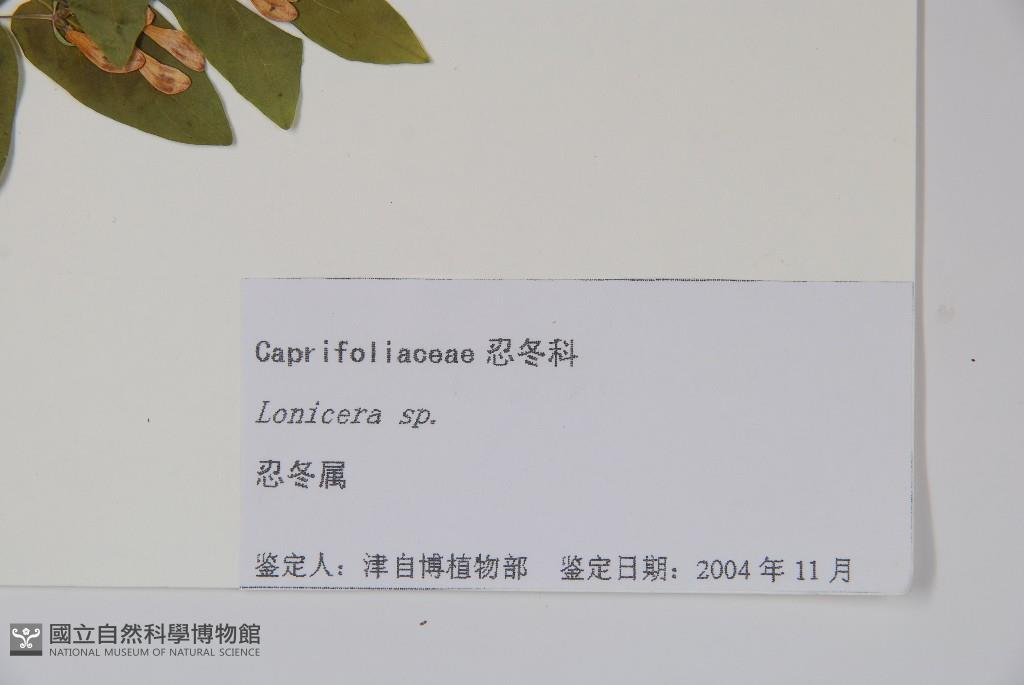 Caprifoliaceae 忍冬科
Lonicera sp.
忍冬属
鉴定人：津自博植物部 鉴定日期：2004 年 11 月
國立自然科學博物館
NATIONAL MUSEUM OF NATURAL SCIENCE